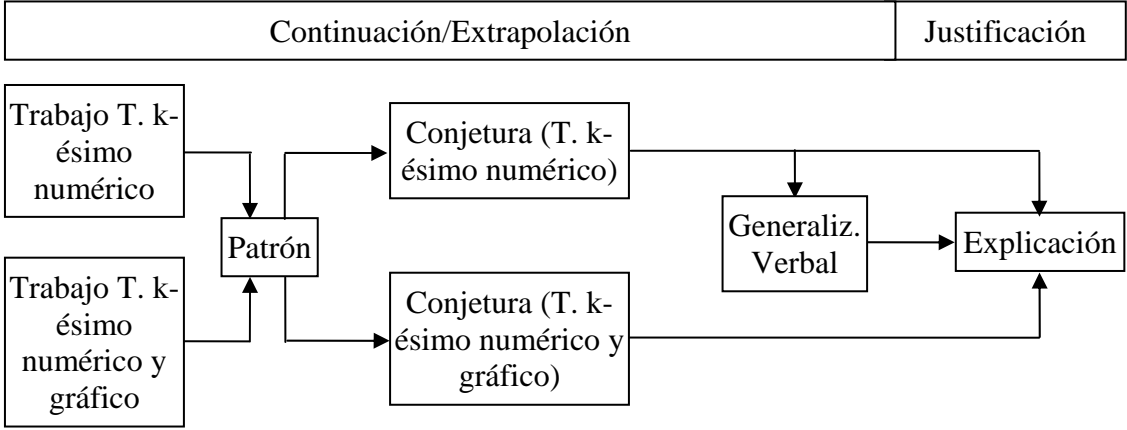 Continuación/Extrapolación
Justificación
Trabajo T. k-
ésimo
numérico
Trabajo T. k-
ésimo
numérico y
gráfico
Patrón
Conjetura (T. k-
ésimo numérico)
Conjetura (T. k-
ésimo numérico y
gráfico)
Generaliz.
Verbal
Explicación